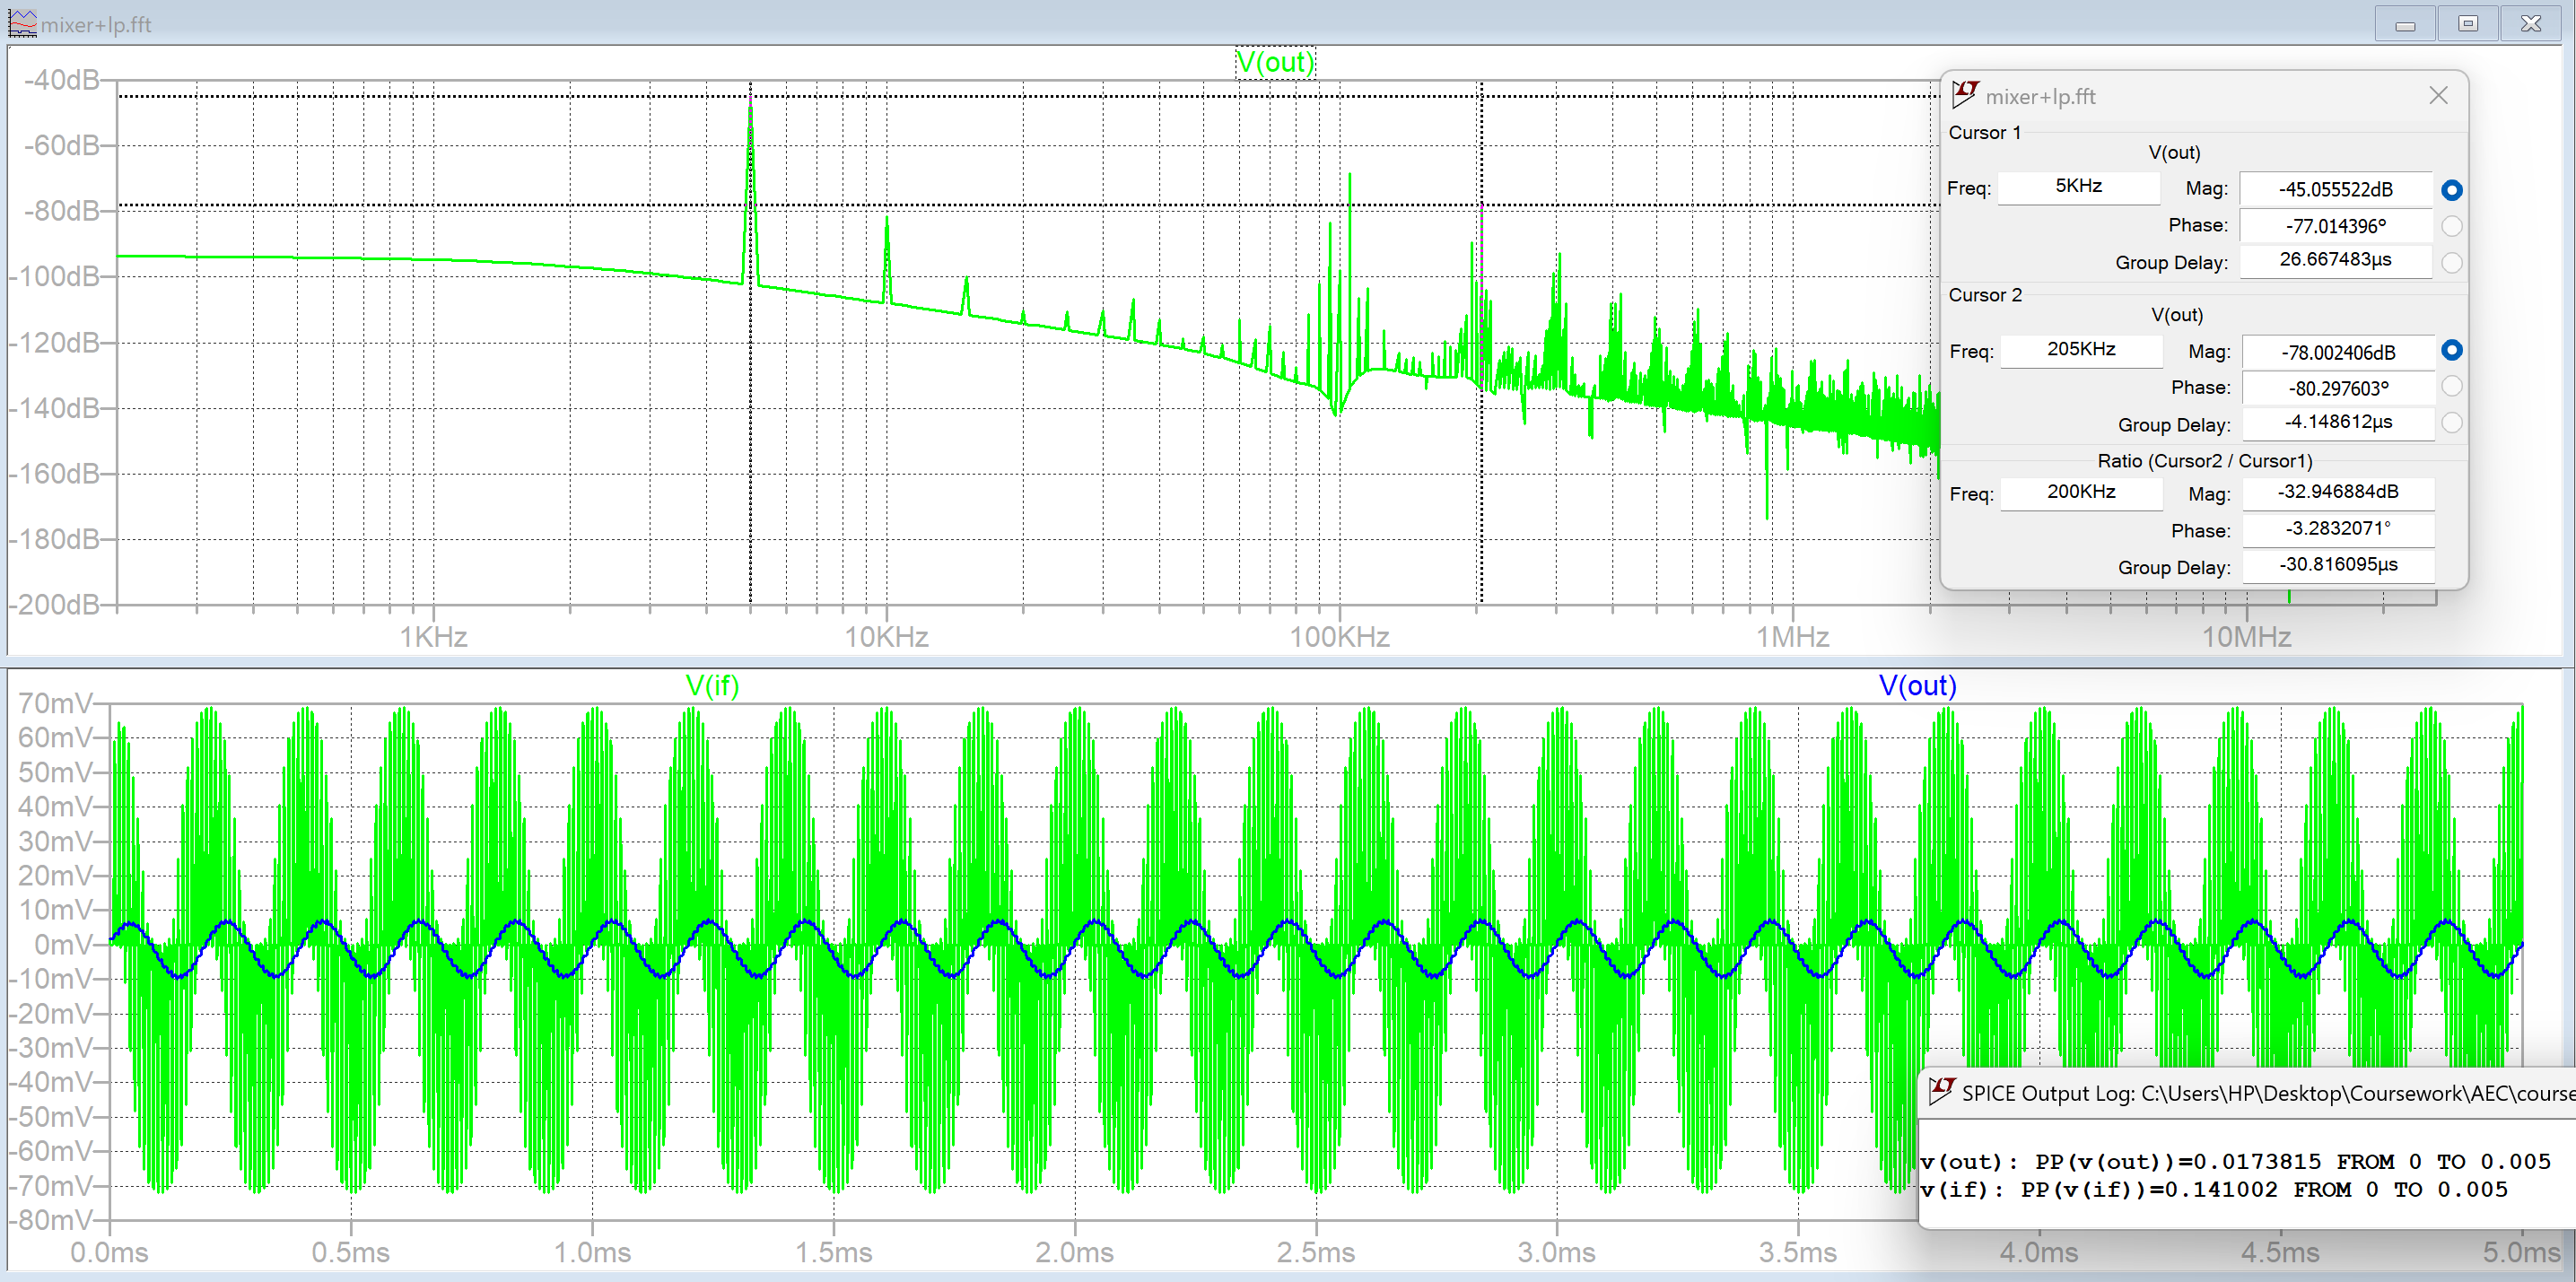 mixer+lp.fft
V(out)
-40dB
-60dB
-80dB
-100dB
-120dB
-140dB
-160dB
-180dB
-200dB
1KHz 10KHz 100KHz 1MHz 10MHz
mixer+lp.fft
Cursor 1
V(out)
Freq: 5KHz Mag: -45.055522dB
Phase: -77.014396°
Group Delay: 26.667483µs
Cursor 2
V(out)
Freq: 205KHz Mag: -78.002406dB
Phase: -80.297603°
Group Delay: -4.148612µs
Ratio (Cursor2 / Cursor1)
Freq: 200KHz Mag: -32.946884dB
Phase: -3.2832071°
Group Delay: -30.816095µs
V(if) V(out)
70mV
60mV
50mV
40mV
30mV
20mV
10mV
0mV
-10mV
-20mV
-30mV
-40mV
-50mV
-60mV
-70mV
-80mV
0.0ms 0.5ms 1.0ms 1.5ms 2.0ms 2.5ms 3.0ms 3.5ms 4.0ms 4.5ms 5.0ms
SPICE Output Log: C:\Users\HP\Desktop\Coursework\AEC\course
v(out): PP(v(out))=0.0173815 FROM 0 TO 0.005
v(if): PP(v(if))=0.141002 FROM 0 TO 0.005